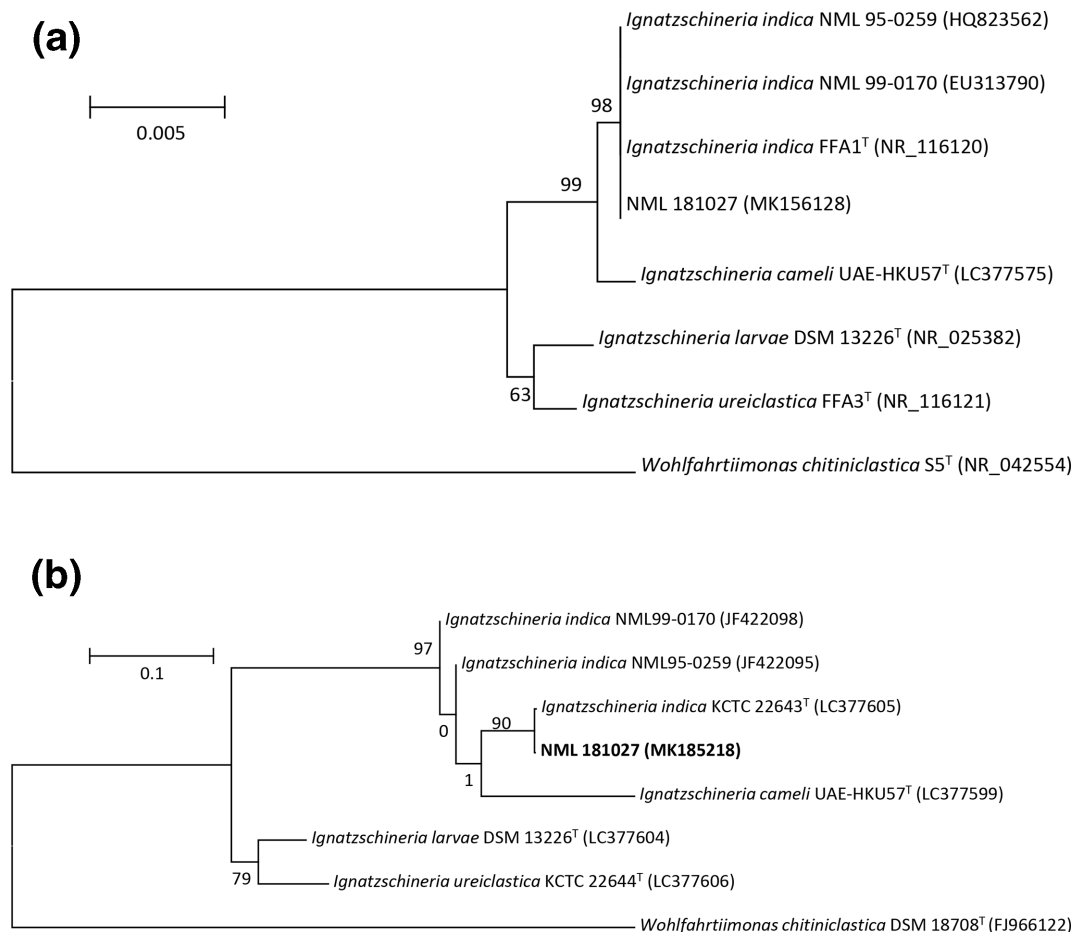 (a)
0.005
Ignatzschineria indica NML 95-0259 (HQ823562)
Ignatzschineria indica NML 99-0170 (EU313790)
98
Ignatzschineria indica FFA1ᵀ (NR_116120)
NML 181027 (MK156128)
99
Ignatzschineria cameli UAE-HKU57ᵀ (LC377575)
Ignatzschineria larvae DSM 13226ᵀ (NR_025382)
63
Ignatzschineria ureiclastica FFA3ᵀ (NR_116121)
Wohlfahrtiimonas chitiniclastica S5ᵀ (NR_042554)
(b)
0.1
Ignatzschineria indica NML99-0170 (JF422098)
97
Ignatzschineria indica NML95-0259 (JF422095)
Ignatzschineria indica KCTC 22643ᵀ (LC377605)
0
90
NML 181027 (MK185218)
1
Ignatzschineria cameli UAE-HKU57ᵀ (LC377599)
Ignatzschineria larvae DSM 13226ᵀ (LC377604)
79
Ignatzschineria ureiclastica KCTC 22644ᵀ (LC377606)
Wohlfahrtiimonas chitiniclastica DSM 18708ᵀ (FJ966122)